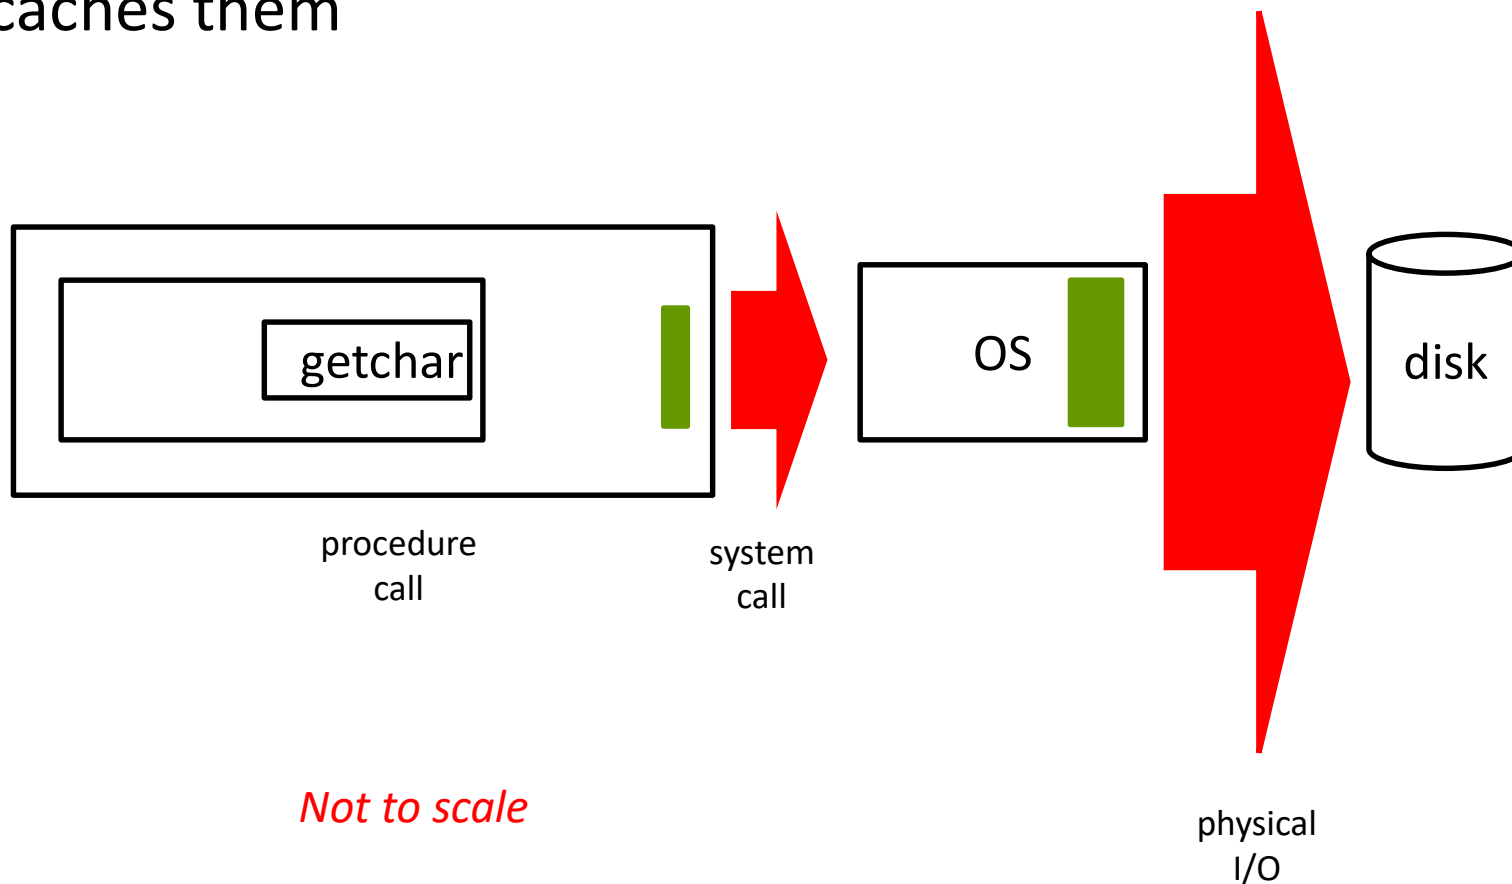 caches them
getchar
OS
disk
procedure
call
system
call
Not to scale
physical
I/O